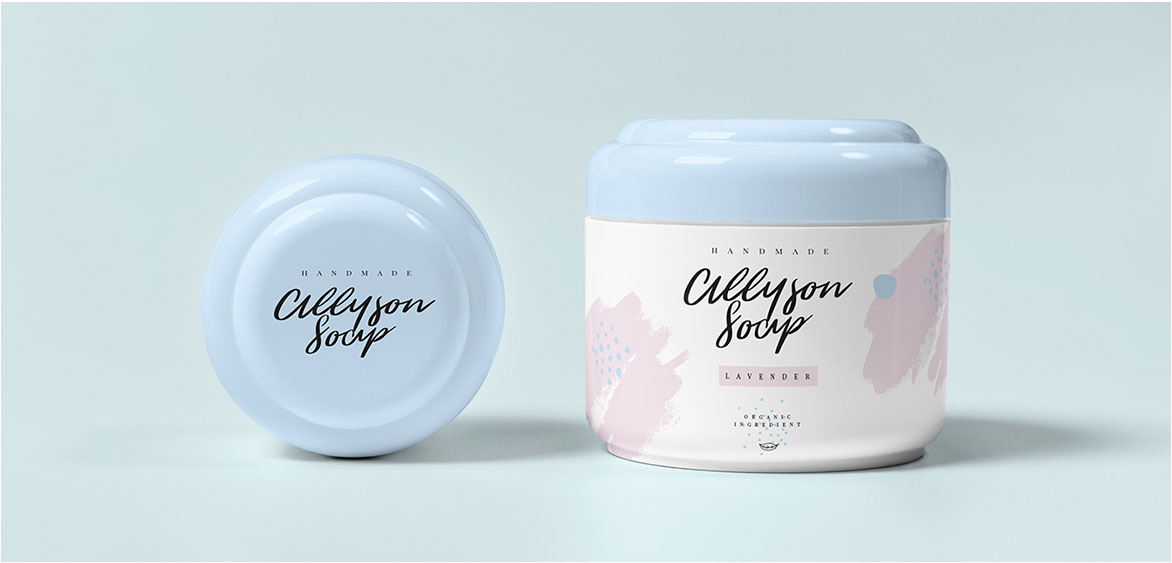 HANDMADE
Allyson
Soap
HANDMADE
Allyson
Soap
LAVENDER
ORGANIC
INGREDIENT